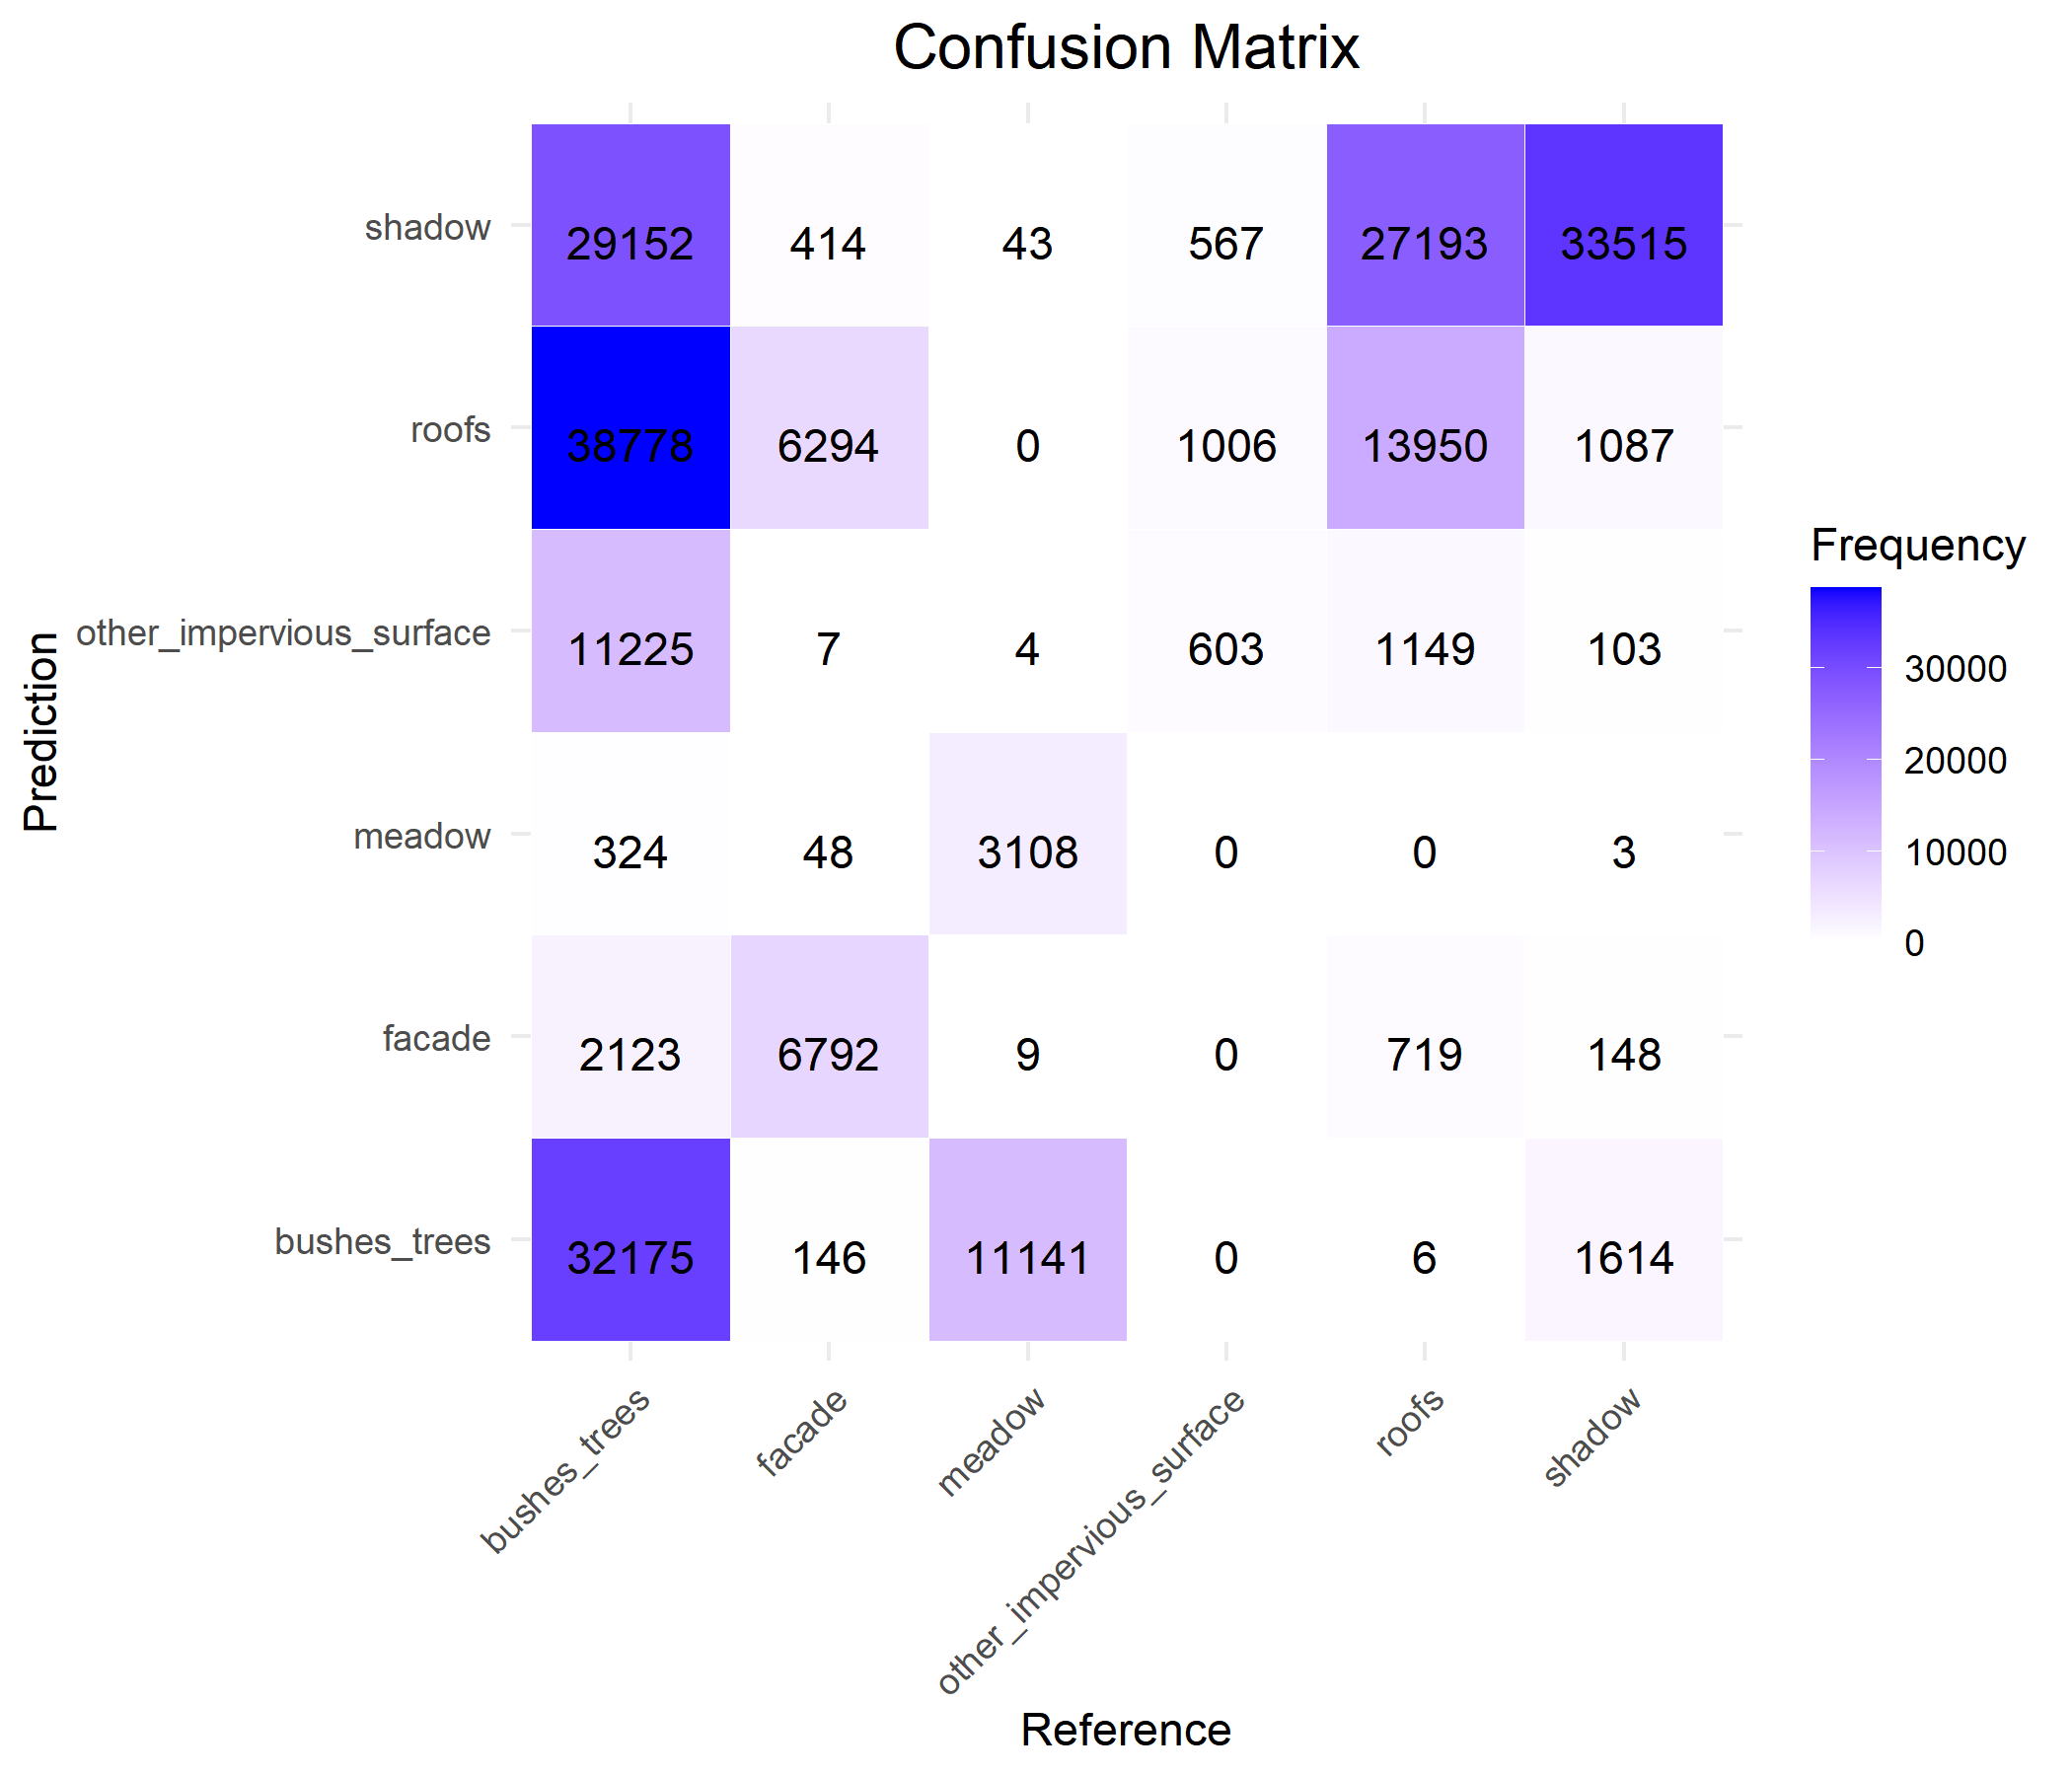 Confusion Matrix
shadow 29152 414 43 567 27193 33515
roofs 38778 6294 0 1006 13950 1087
other_impervious_surface 11225 7 4 603 1149 103
meadow 324 48 3108 0 0 3
facade 2123 6792 9 0 719 148
bushes_trees 32175 146 11141 0 6 1614
Prediction
bushes_trees
facade
meadow
other_impervious_surface
roofs
shadow
Reference
Frequency
30000
20000
10000
0